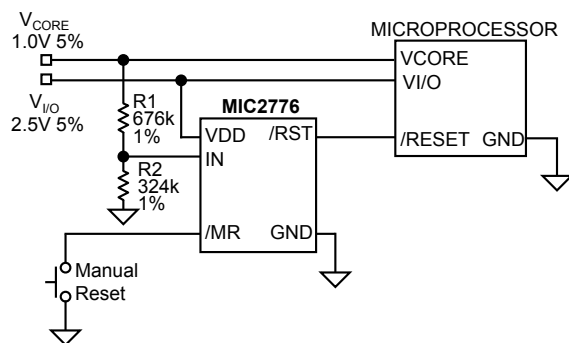 VCORE
1.0V 5%
VI/O
2.5V 5%
R1
676k
1%
R2
324k
1%
MIC2776
VDD
/RST
IN
/MR
GND
MICROPROCESSOR
VCORE
VI/O
/RESET
GND
Manual
Reset